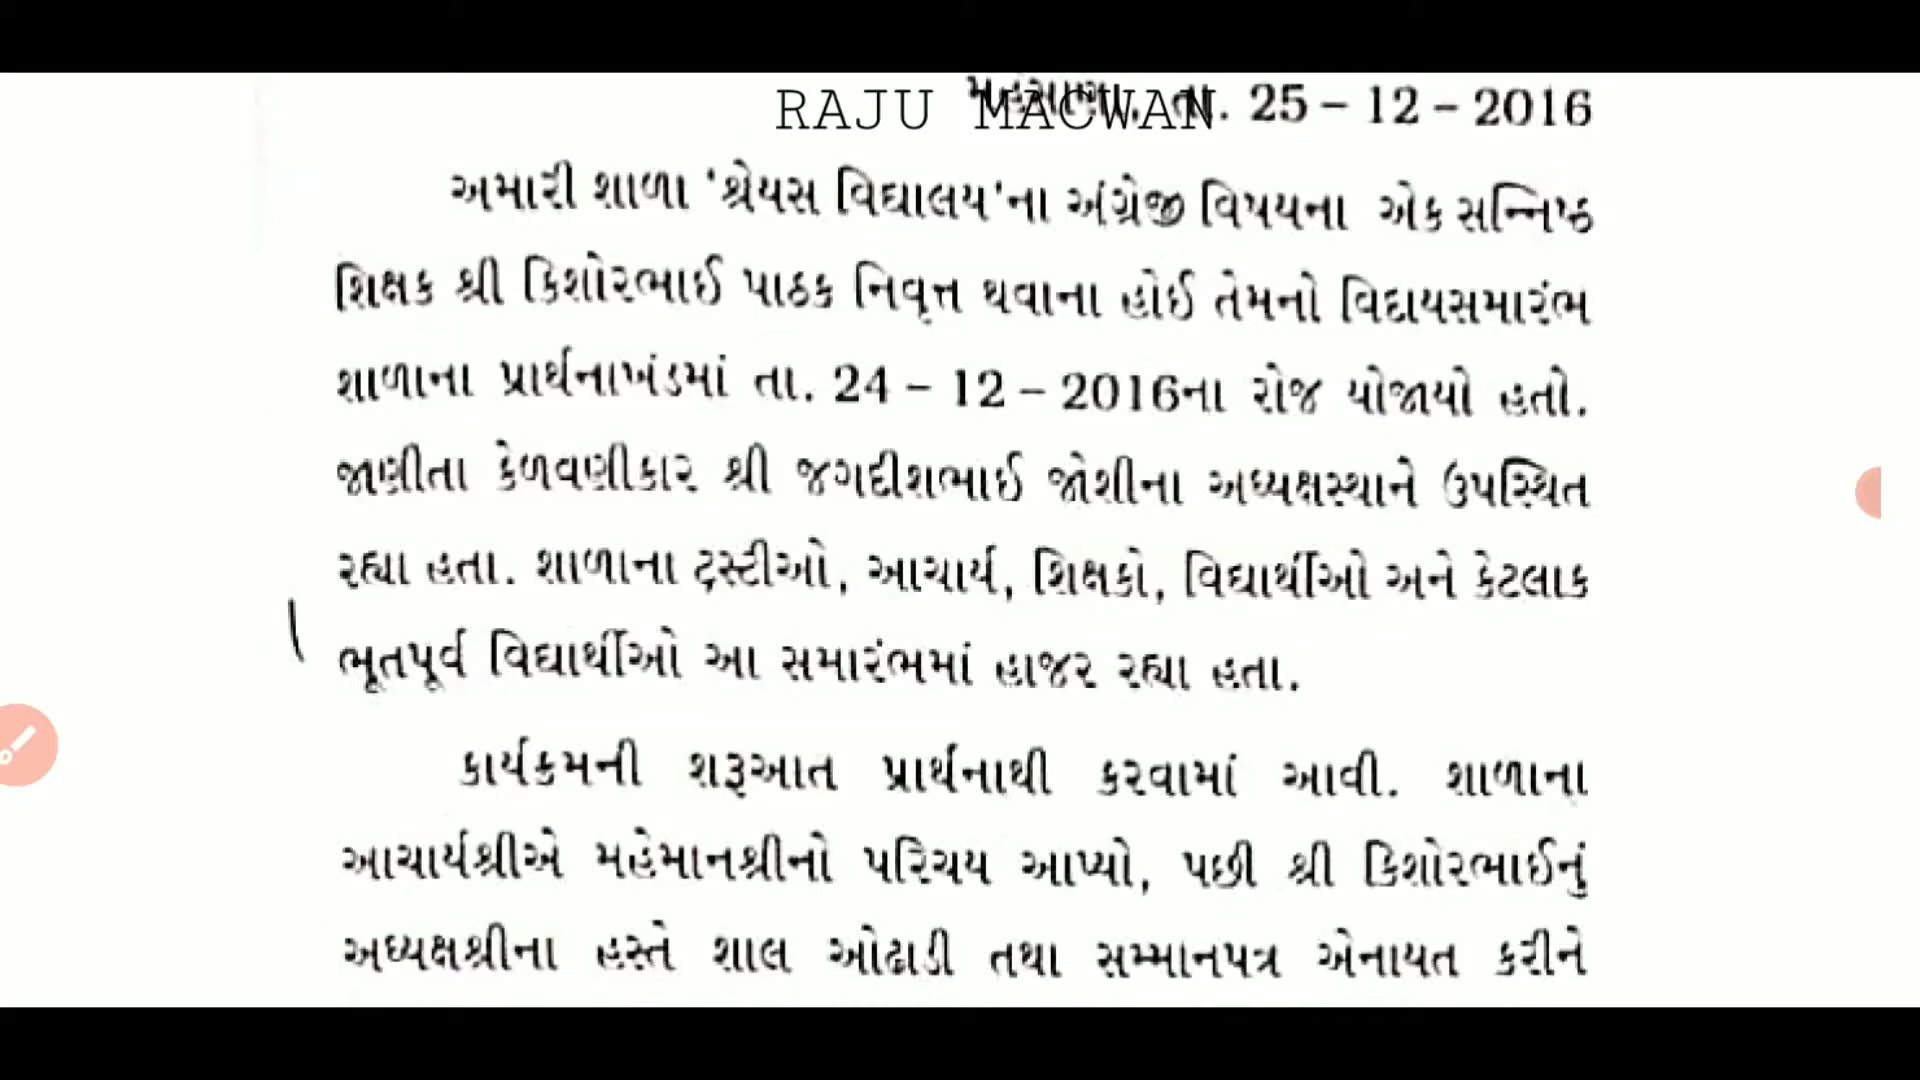 RAJU MACWAN તા. 25 – 12 – 2016
અમારી શાળા 'શ્રેયસ વિદ્યાલય'ના અંગ્રેજી વિષયના એક સન્નિષ્ઠ
શિક્ષક શ્રી કિશોરભાઈ પાઠક નિવૃત્ત થવાના હોઈ તેમનો વિદાયસમારંભ
શાળાના પ્રાર્થનાખંડમાં તા. 24 – 12 – 2016ના રોજ યોજાયો હતો.
જાણીતા કેળવણીકાર શ્રી જગદીશભાઈ જોશીના અધ્યક્ષસ્થાને ઉપસ્થિત
રહ્યા હતા. શાળાના ટ્રસ્ટીઓ, આચાર્ય, શિક્ષકો, વિદ્યાર્થીઓ અને કેટલાક
ભૂતપૂર્વ વિદ્યાર્થીઓ આ સમારંભમાં હાજર રહ્યા હતા.
કાર્યક્રમની શરૂઆત પ્રાર્થનાથી કરવામાં આવી. શાળાના
આચાર્યશ્રીએ મહેમાનશ્રીનો પરિચય આપ્યો, પછી શ્રી કિશોરભાઈનું
અધ્યક્ષશ્રીના હસ્તે શાલ ઓઢાડી તથા સમ્માનપત્ર એનાયત કરીને